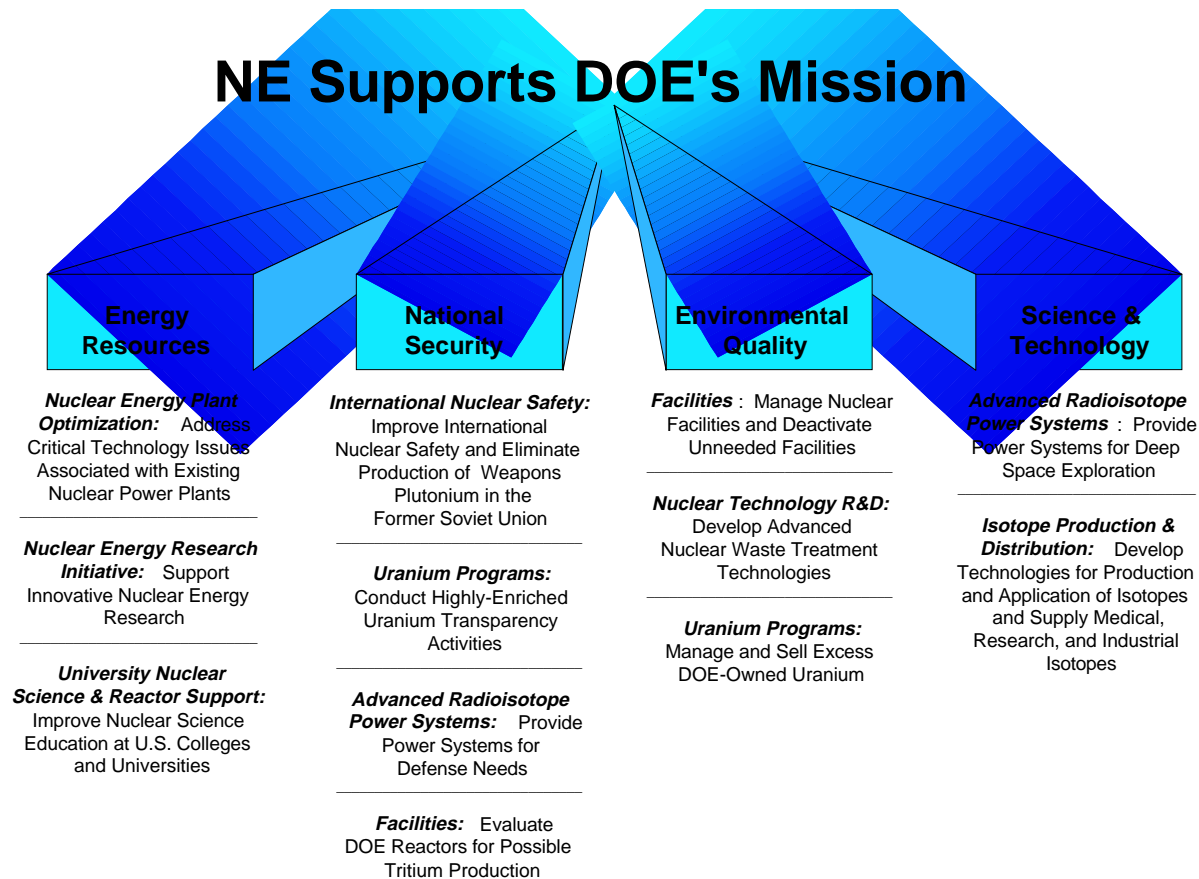 NE Supports DOE's Mission
Energy
Resources
Nuclear Energy Plant
Optimization: Address
Critical Technology Issues
Associated with Existing
Nuclear Power Plants
Nuclear Energy Research
Initiative: Support
Innovative Nuclear Energy
Research
University Nuclear
Science & Reactor Support:
Improve Nuclear Science
Education at U.S. Colleges
and Universities
National
Security
International Nuclear Safety:
Improve International
Nuclear Safety and Eliminate
Production of Weapons
Plutonium in the
Former Soviet Union
Uranium Programs:
Conduct Highly-Enriched
Uranium Transparency
Activities
Advanced Radioisotope
Power Systems: Provide
Power Systems for
Defense Needs
Facilities: Evaluate
DOE Reactors for Possible
Tritium Production
Environmental
Quality
Facilities : Manage Nuclear
Facilities and Deactivate
Unneeded Facilities
Nuclear Technology R&D:
Develop Advanced
Nuclear Waste Treatment
Technologies
Uranium Programs:
Manage and Sell Excess
DOE-Owned Uranium
Science &
Technology
Advanced Radioisotope
Power Systems : Provide
Power Systems for Deep
Space Exploration
Isotope Production &
Distribution: Develop
Technologies for Production
and Application of Isotopes
and Supply Medical,
Research, and Industrial
Isotopes